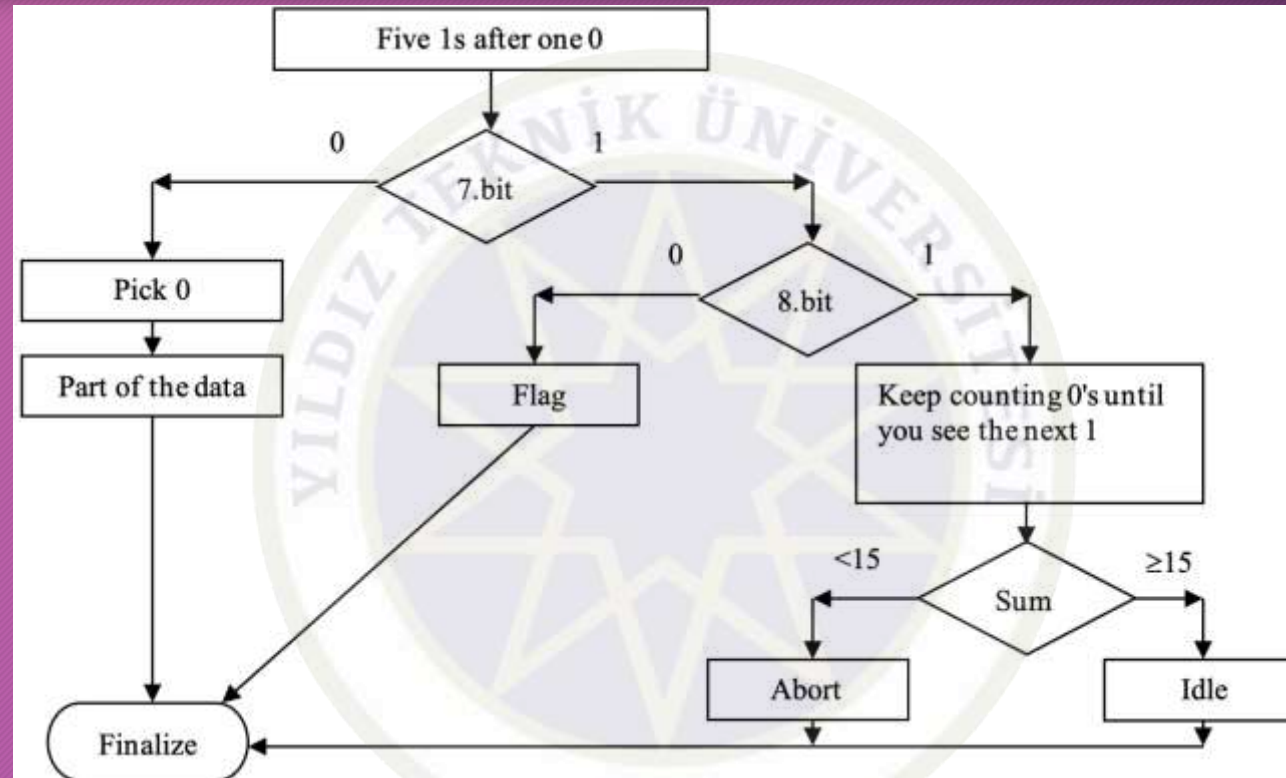 Five 1s after one 0
0
1
7.bit
Pick 0
0
1
8.bit
Part of the data
Flag
Keep counting 0's until
you see the next 1
<15
≥15
Sum
Abort
Idle
Finalize
YILDIZ TEKNİK ÜNİVERSİTESİ